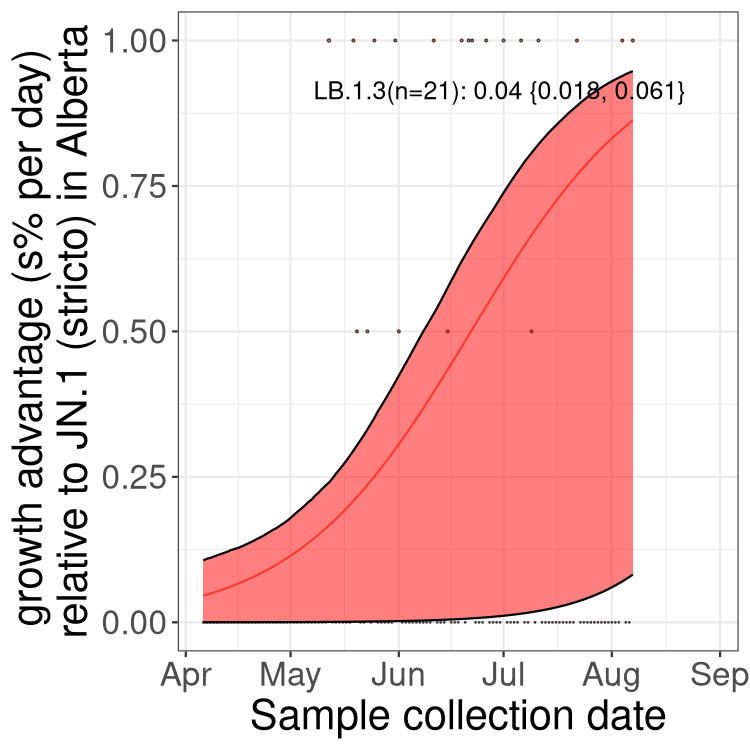 growth advantage (s% per day)
relative to JN.1 (stricto) in Alberta
1.00
0.75
0.50
0.25
0.00
LB.1.3(n=21): 0.04 {0.018, 0.061}
Apr May Jun Jul Aug Sep
Sample collection date